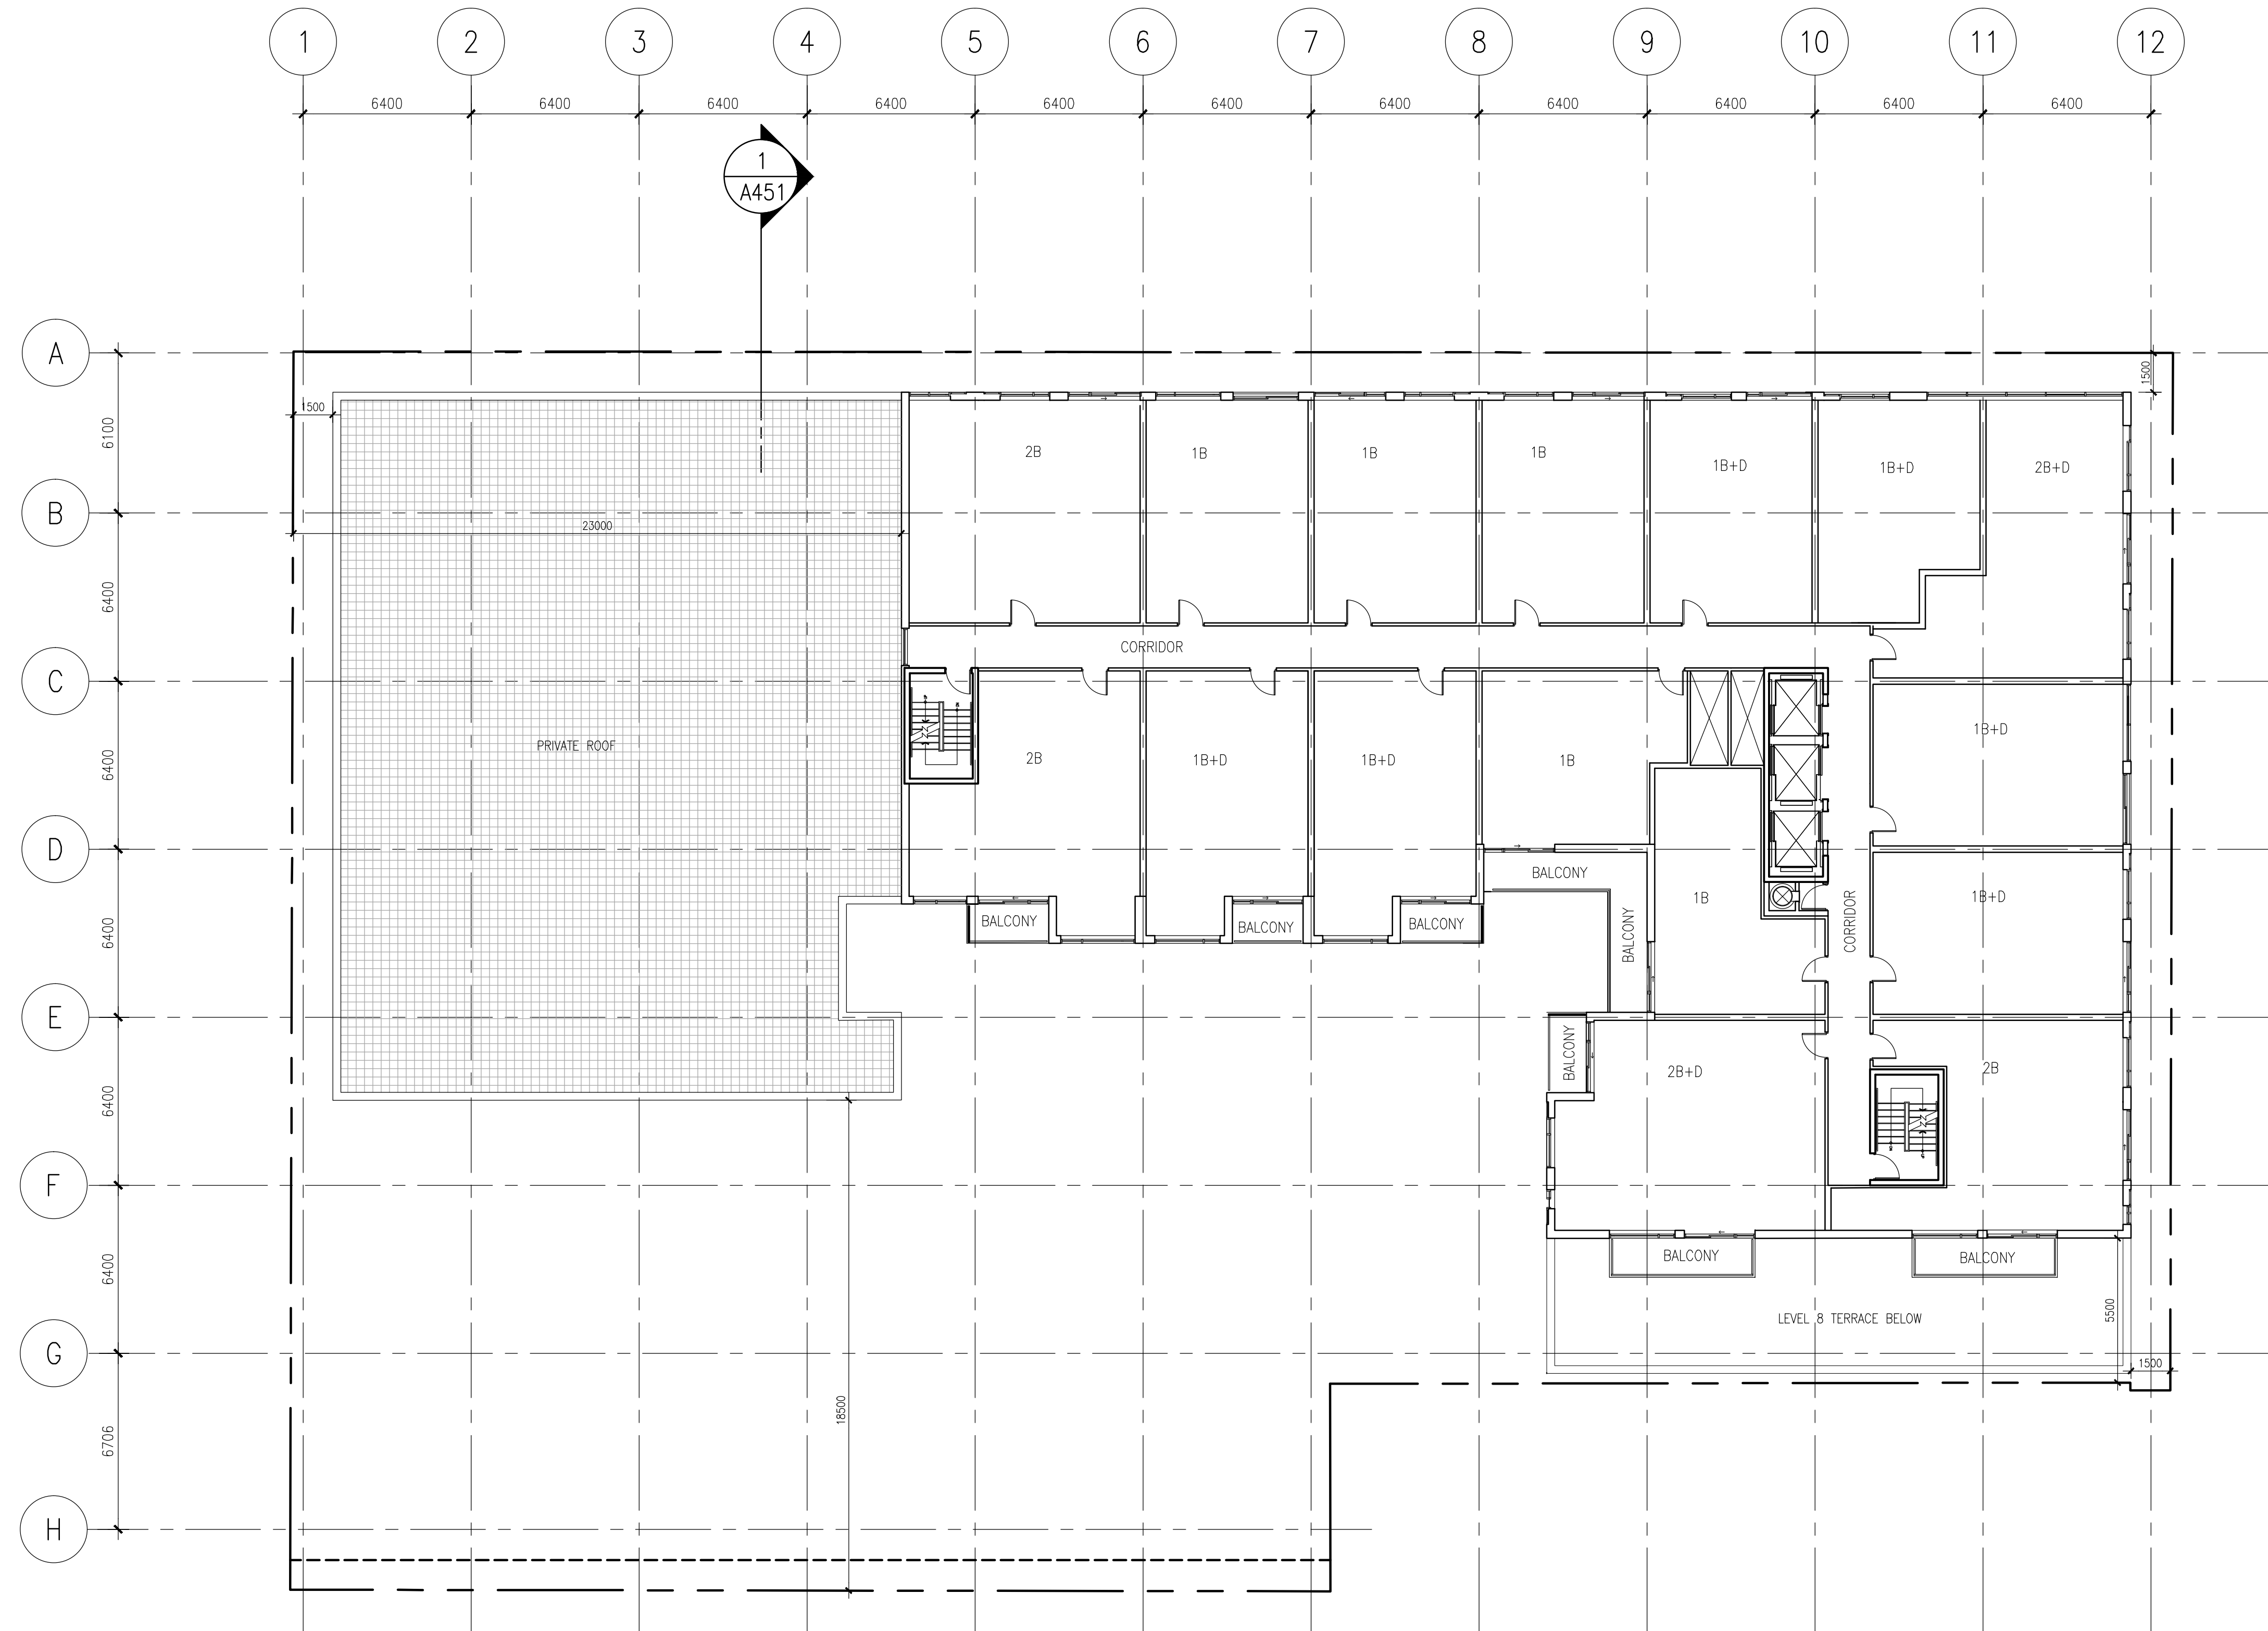 1 2 3 4 5 6 7 8 9 10 11 12
6400 6400 6400 6400 6400 6400 6400 6400 6400 6400 6400
1
A451
A
1500
1500
6100
2B 1B 1B 1B 1B+D 1B+D 2B+D
B
23000
6400
CORRIDOR
C
1B+D
PRIVATE ROOF
2B 1B+D 1B+D 1B
6400
D
BALCONY
1B
1B+D
BALCONY BALCONY BALCONY
BALCONY
CORRIDOR
6400
E
BALCONY
2B+D
2B
6400
F
BALCONY BALCONY
6400
LEVEL 8 TERRACE BELOW
5500
G
1500
18500
6706
H